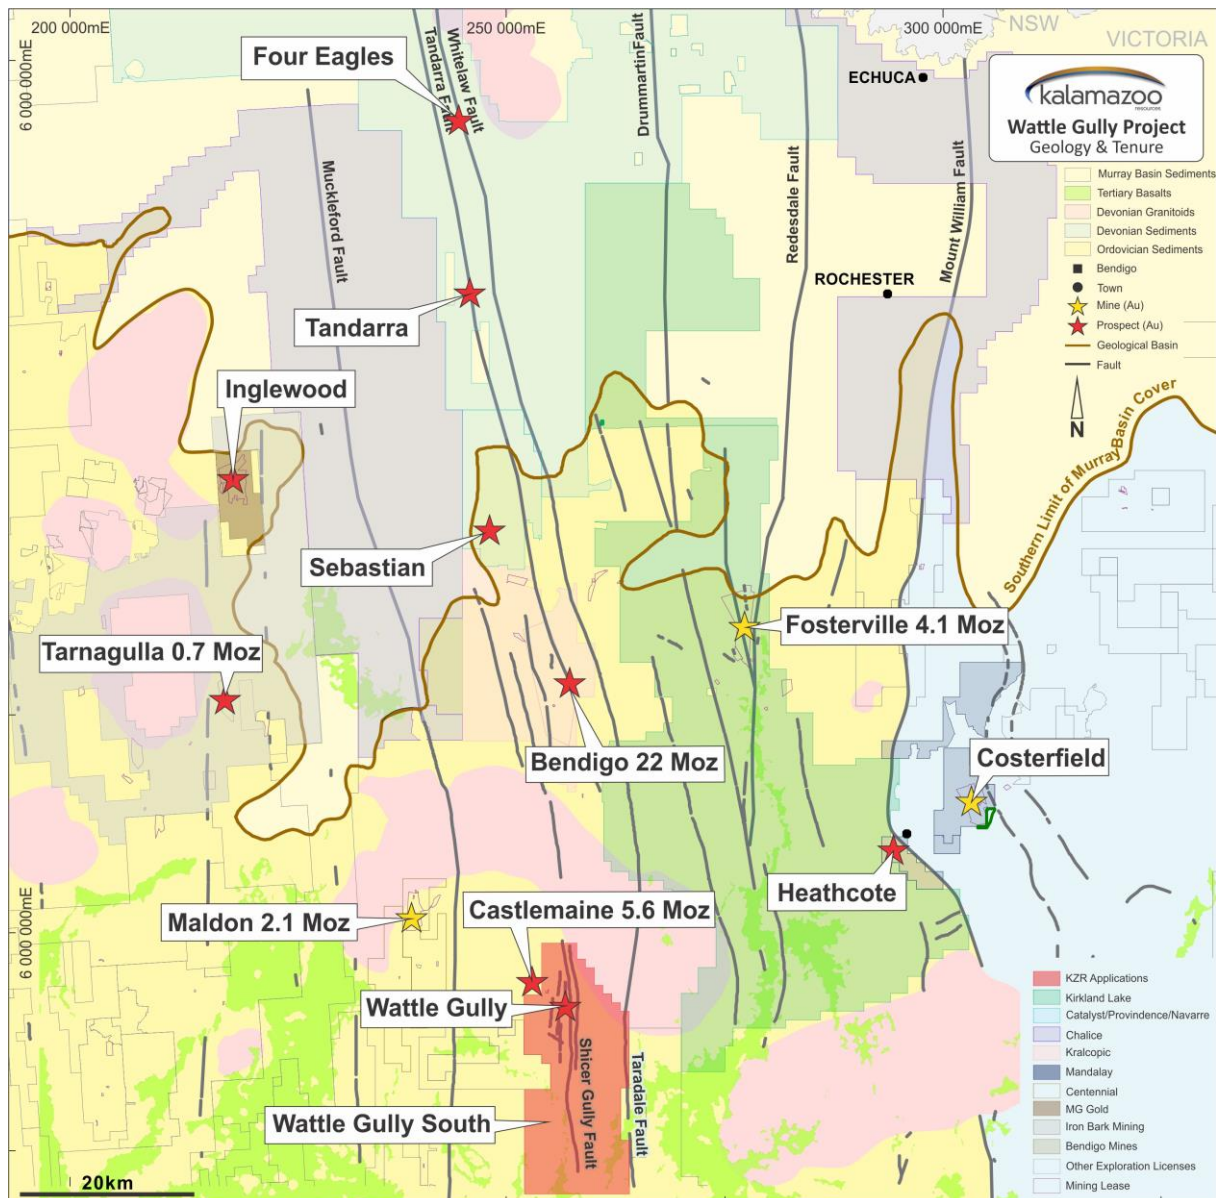 200 000mE
250 000mE
300 000mE
NSW
VICTORIA
6 000 000mE
kalamazoo
resources
Wattle Gully Project
Geology & Tenure
Murray Basin Sediments
Tertiary Basalts
Devonian Granitoids
Devonian Sediments
Ordovician Sediments
Bendigo
Town
Mine (Au)
Prospect (Au)
Geological Basin
Fault
N
Four Eagles
Whitelaw Fault
Tandarra Fault
Drummartin Fault
ECHUCA
Muckleford Fault
Redesdale Fault
Mount William Fault
ROCHESTER
Tandarra
Inglewood
Southern Limit of Murray Basin Cover
Sebastian
Fosterville 4.1 Moz
Tarnagulla 0.7 Moz
Bendigo 22 Moz
Costerfield
Heathcote
Castlemaine 5.6 Moz
Maldon 2.1 Moz
6 000 000mE
Wattle Gully
Shicer Gully Fault
Taradale Fault
Wattle Gully South
20km
KZR Applications
Kirkland Lake
Catalyst/Provindence/Navarre
Chalice
Kralcopic
Mandalay
Centennial
MG Gold
Iron Bark Mining
Bendigo Mines
Other Exploration Licenses
Mining Lease